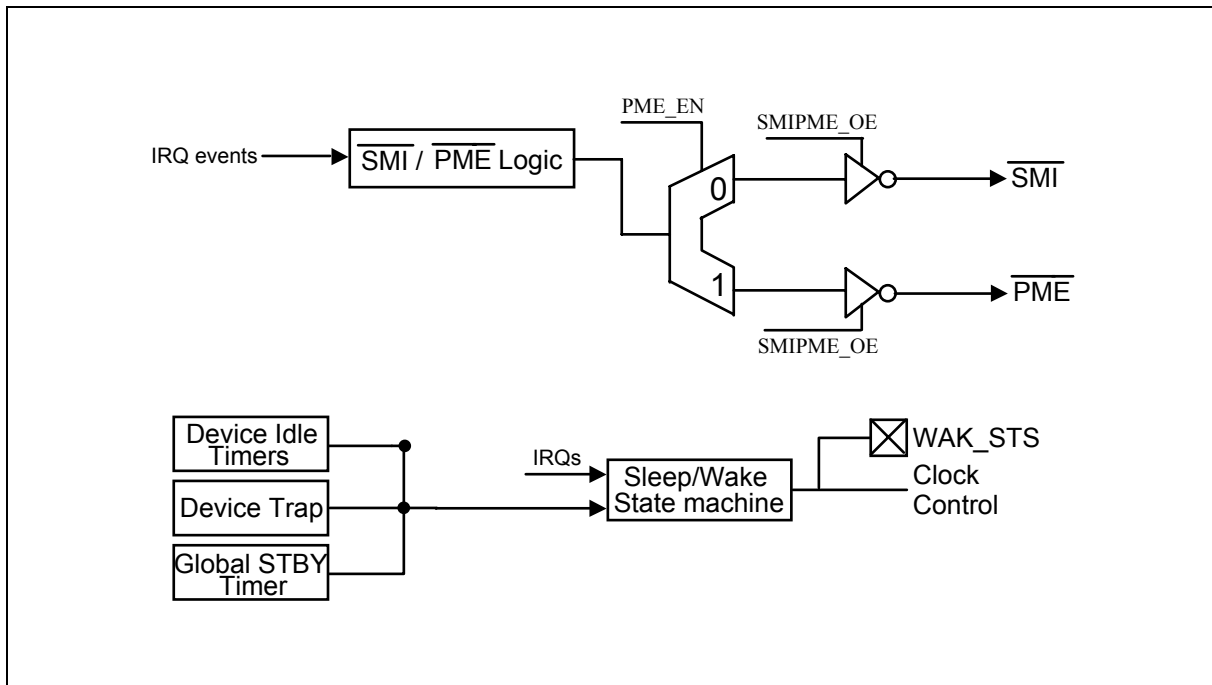 PME_EN
SMIPME_OE
IRQ events
SMI / PME Logic
0
SMI
1
PME
SMIPME_OE
Device Idle
Timers
Device Trap
Global STBY
Timer
IRQs
Sleep/Wake
State machine
WAK_STS
Clock
Control